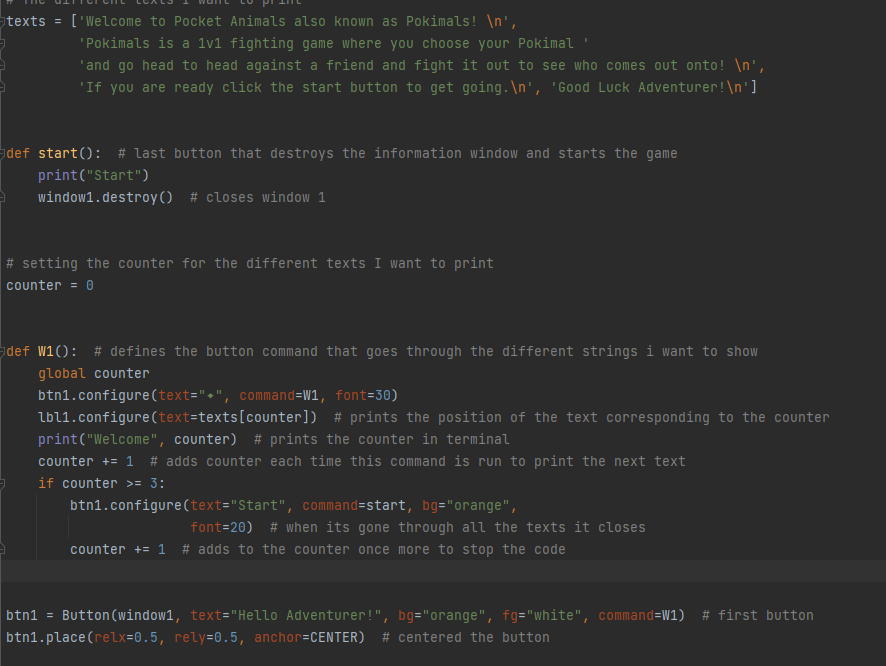 # The different texts I want to print
texts = ['Welcome to Pocket Animals also known as Pokimals! \n',
'Pokimals is a 1v1 fighting game where you choose your Pokimal '
'and go head to head against a friend and fight it out to see who comes out onto! \n',
'If you are ready click the start button to get going.\n', 'Good Luck Adventurer!\n']
def start():  # last button that destroys the information window and starts the game
print("Start")
window1.destroy()  # closes window 1
# setting the counter for the different texts I want to print
counter = 0
def W1():  # defines the button command that goes through the different strings i want to show
global counter
btn1.configure(text="✦", command=W1, font=30)
lbl1.configure(text=texts[counter])  # prints the position of the text corresponding to the counter
print("Welcome", counter)  # prints the counter in terminal
counter += 1  # adds counter each time this command is run to print the next text
if counter >= 3:
btn1.configure(text="Start", command=start, bg="orange",
font=20)  # when its gone through all the texts it closes
counter += 1  # adds to the counter once more to stop the code
btn1 = Button(window1, text="Hello Adventurer!", bg="orange", fg="white", command=W1)  # first button
btn1.place(relx=0.5, rely=0.5, anchor=CENTER)  # centered the button